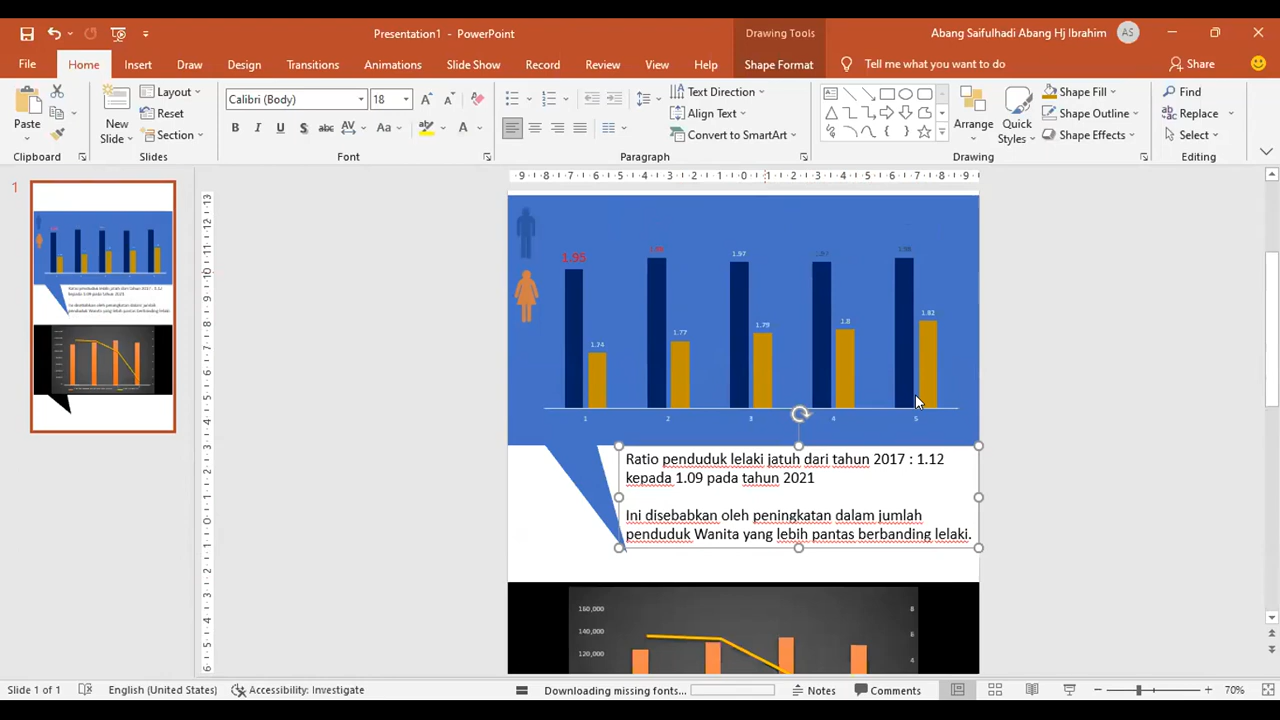 Presentation1 - PowerPoint
Drawing Tools
Abang Saifulhadi Abang Hj Ibrahim
AS
File
Home
Insert
Draw
Design
Transitions
Animations
Slide Show
Record
Review
View
Help
Shape Format
Tell me what you want to do
Share
Paste
Clipboard
New
Slide
Layout
Reset
Section
Slides
Calibri (Body)
18
Font
Text Direction
Align Text
Convert to SmartArt
Paragraph
Arrange
Quick
Styles
Shape Fill
Shape Outline
Shape Effects
Drawing
Find
Replace
Select
Editing
1
1.95
1.97
1.98
1.74
1.77
1.79
1.8
1.82
1
2
3
4
5
Ratio penduduk lelaki jatuh dari tahun 2017 : 1.12
kepada 1.09 pada tahun 2021
Ini disebabkan oleh peningkatan dalam jumlah
penduduk Wanita yang lebih pantas berbanding lelaki.
160,000
140,000
120,000
8
6
4
Slide 1 of 1
English (United States)
Accessibility: Investigate
Downloading missing fonts...
Notes
Comments
70%